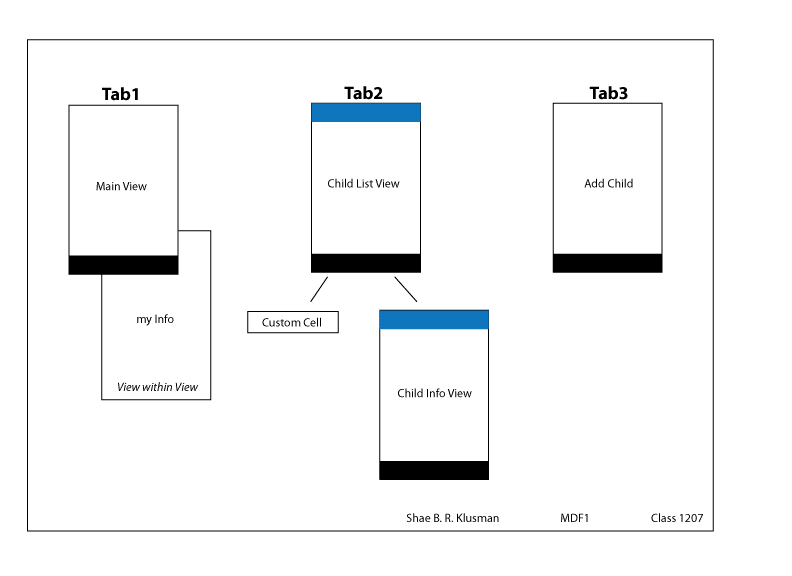 Tab1
Tab2
Tab3
Main View
Child List View
Add Child
my Info
View within View
Custom Cell
Child Info View
Shae B. R. Klusman MDF1 Class 1207